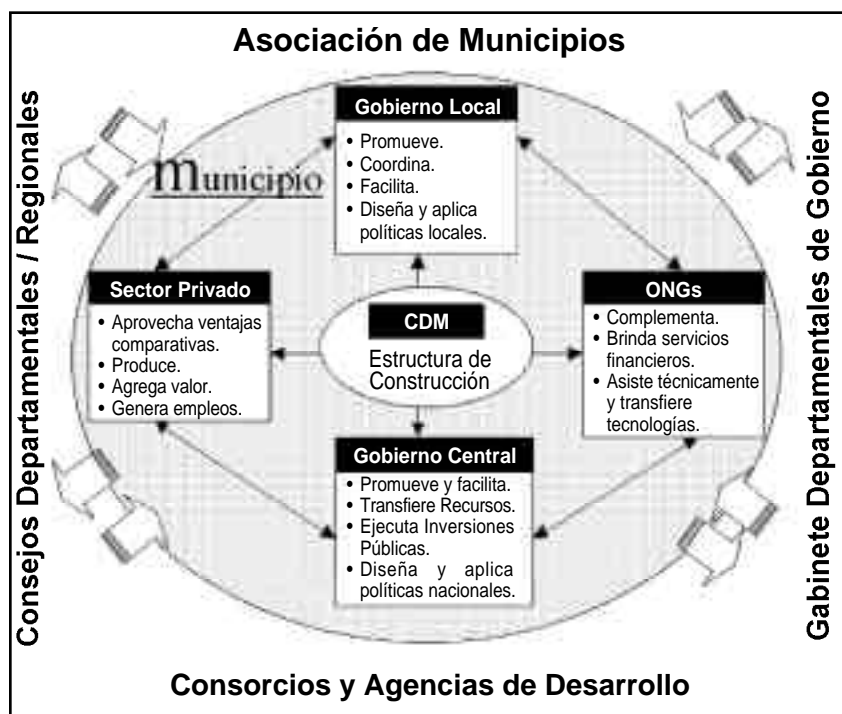 Asociación de Municipios
Consejos Departamentales / Regionales
Gabinete Departamentales de Gobierno
Municipio
Gobierno Local
• Promueve.
• Coordina.
• Facilita.
• Diseña y aplica
políticas locales.
Sector Privado
• Aprovecha ventajas
comparativas.
• Produce.
• Agrega valor.
• Genera empleos.
CDM
Estructura de
Construcción
ONGs
• Complementa.
• Brinda servicios
financieros.
• Asiste técnicamente
y transfiere
tecnologías.
Gobierno Central
• Promueve y facilita.
• Transfiere Recursos.
• Ejecuta Inversiones
Públicas.
• Diseña y aplica
políticas nacionales.
Consorcios y Agencias de Desarrollo